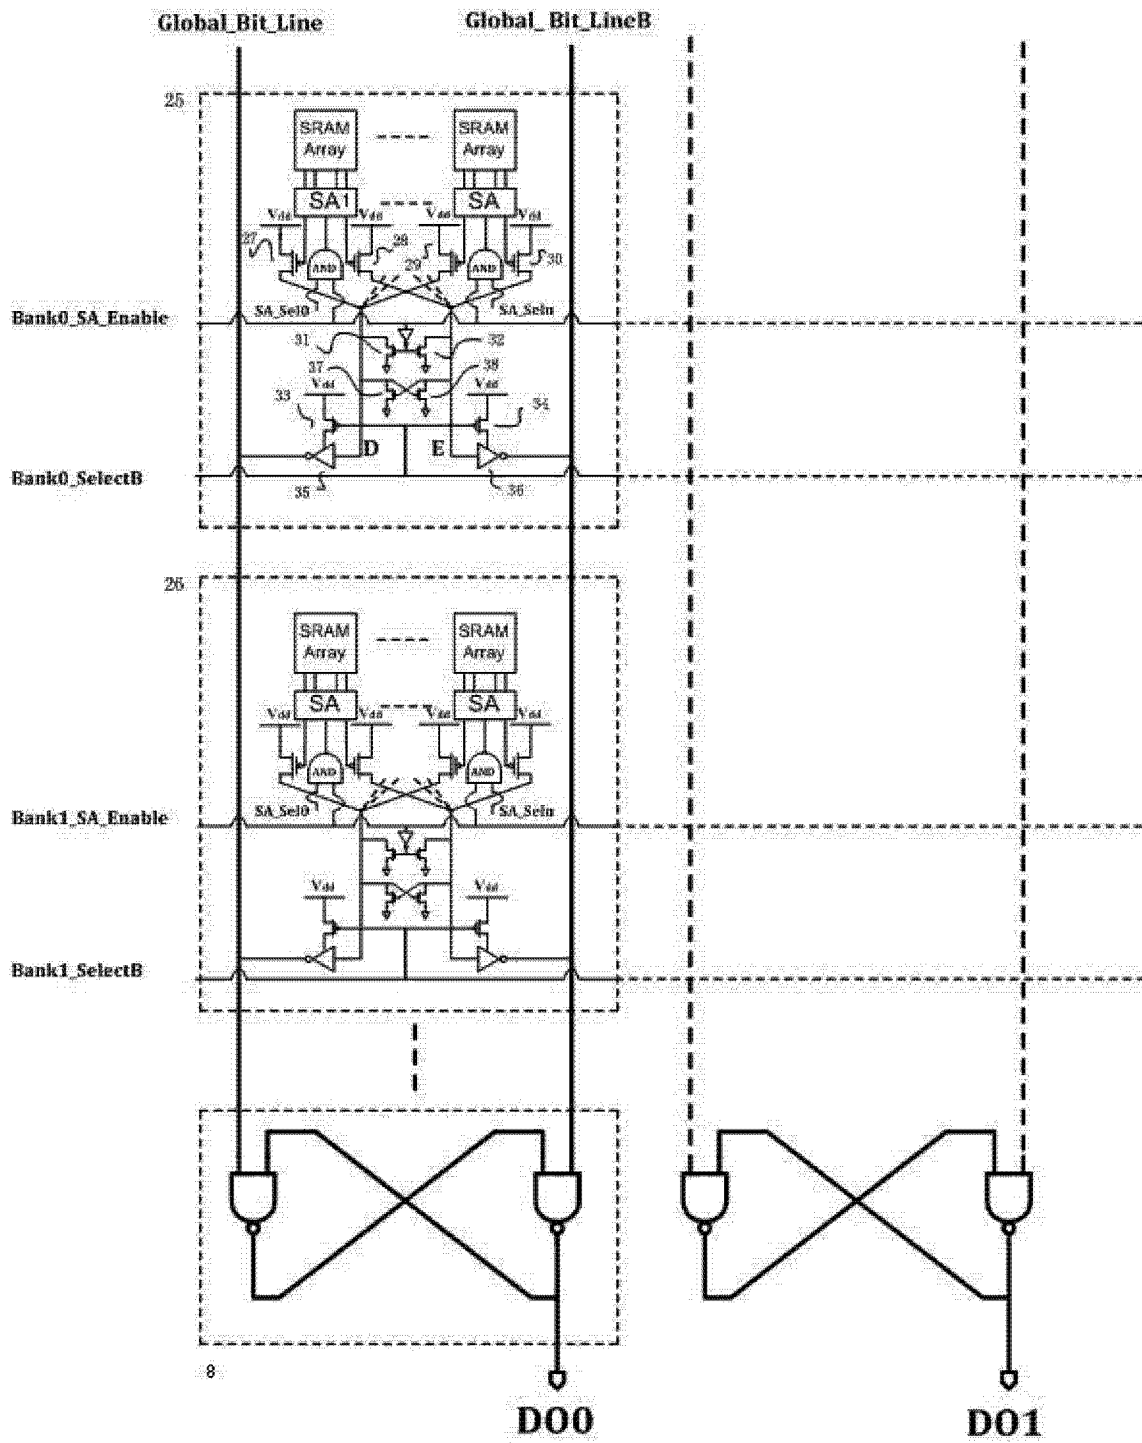 Global_Bit_Line Global_ Bit_LineB
25
SRAM Array SRAM Array
SA1 SA
Vdd Vdd Vdd Vdd
27 AND 28 29 AND 30
Bank0_SA_Enable SA_Sel0 SA_Seln
31 32
37 38
Vdd Vdd
33 34
D E
Bank0_SelectB
35 36
26
SRAM Array SRAM Array
SA SA
Vdd Vdd Vdd Vdd
AND AND
Bank1_SA_Enable SA_Sel0 SA_Seln
Vdd Vdd
Bank1_SelectB
8
DO0 DO1